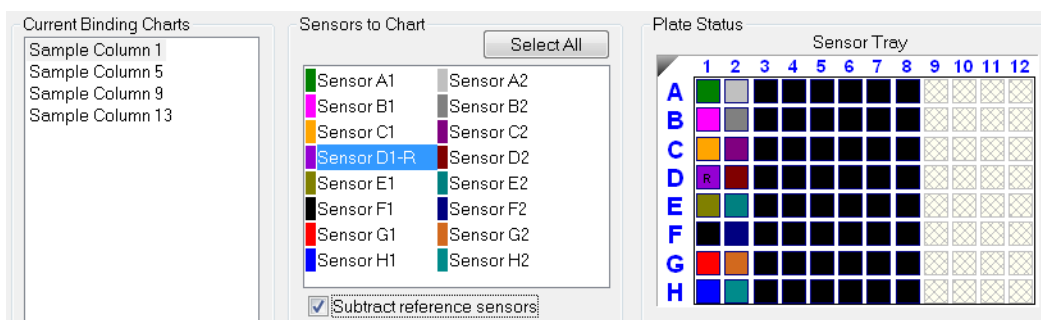 Current Binding Charts
Sample Column 1
Sample Column 5
Sample Column 9
Sample Column 13
Sensors to Chart
Select All
Sensor A1 Sensor A2
Sensor B1 Sensor B2
Sensor C1 Sensor C2
Sensor D1-R Sensor D2
Sensor E1 Sensor E2
Sensor F1 Sensor F2
Sensor G1 Sensor G2
Sensor H1 Sensor H2
Subtract reference sensors
Plate Status
Sensor Tray
1 2 3 4 5 6 7 8 9 10 11 12
A
B
C
D R
E
F
G
H